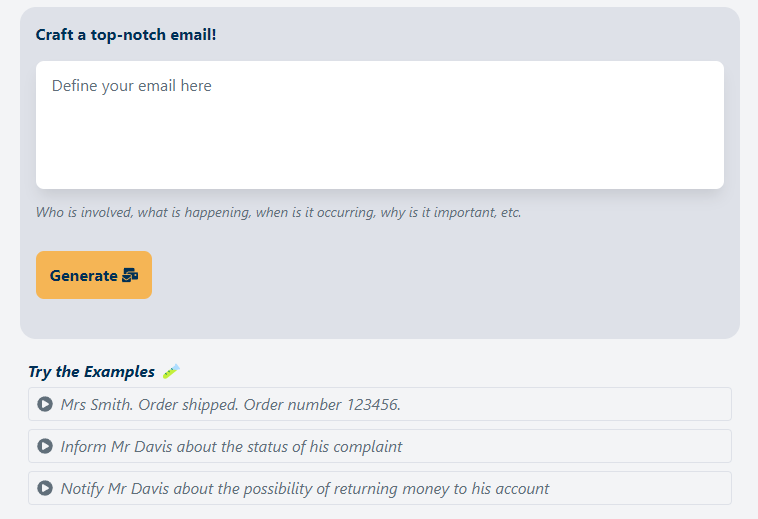 Craft a top-notch email!
Define your email here
Who is involved, what is happening, when is it occurring, why is it important, etc.
Generate
Try the Examples
Mrs Smith. Order shipped. Order number 123456.
Inform Mr Davis about the status of his complaint
Notify Mr Davis about the possibility of returning money to his account